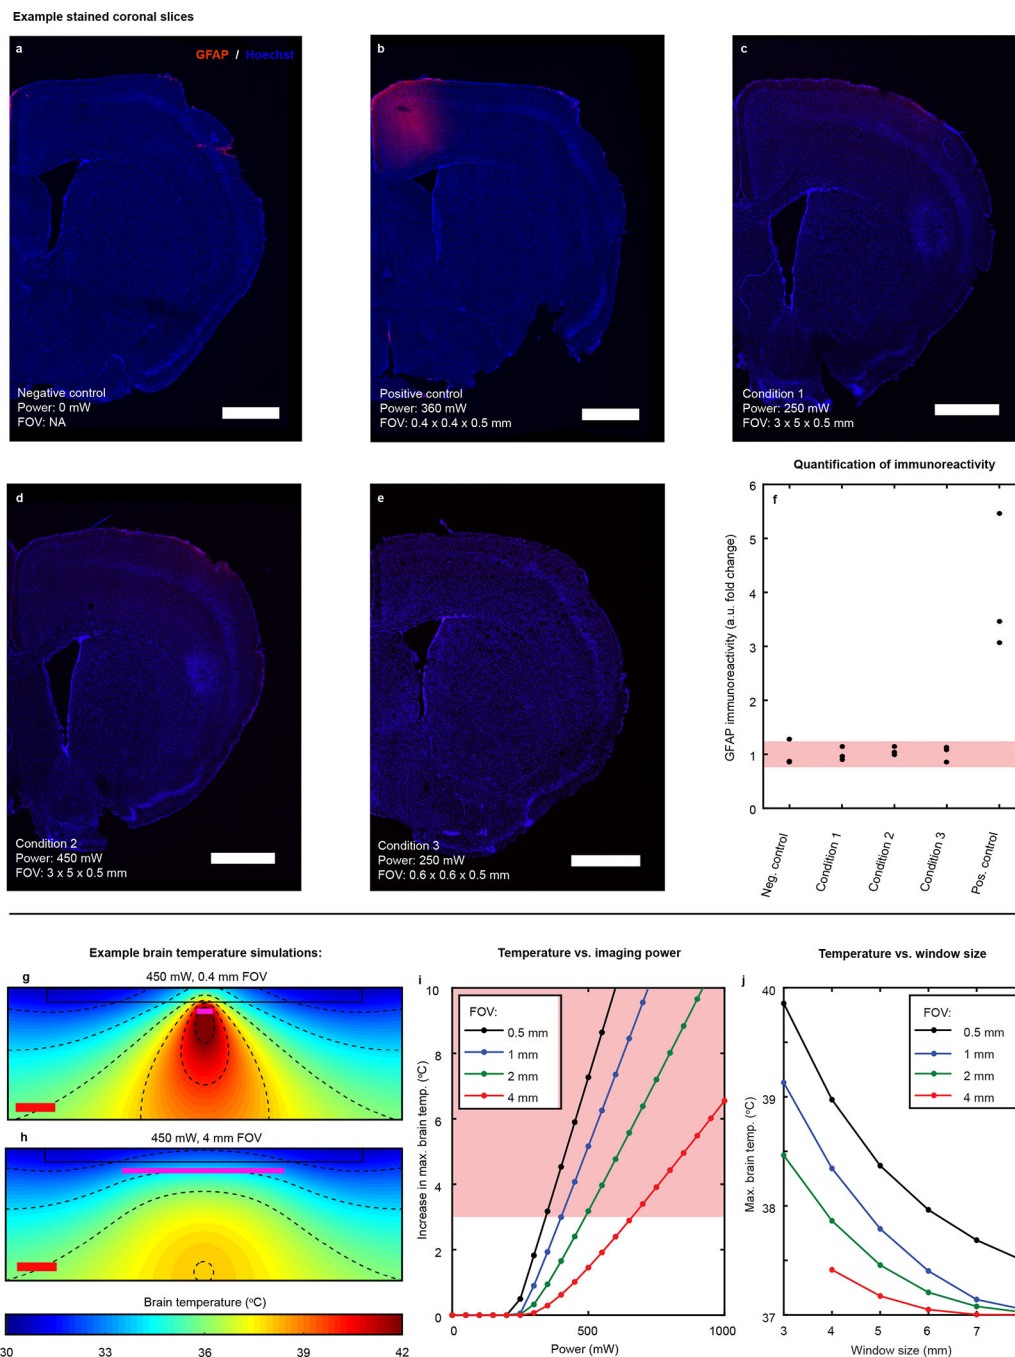 Example stained coronal slices
a
GFAP / Hoechst
Negative control
Power: 0 mW
FOV: NA
b
Positive control
Power: 360 mW
FOV: 0.4 x 0.4 x 0.5 mm
c
Condition 1
Power: 250 mW
FOV: 3 x 5 x 0.5 mm
d
Condition 2
Power: 450 mW
FOV: 3 x 5 x 0.5 mm
e
Condition 3
Power: 250 mW
FOV: 0.6 x 0.6 x 0.5 mm
Quantification of immunoreactivity
f
GFAP immunoreactivity (a.u. fold change)
6
5
4
3
2
1
0
Neg. control
Condition 1
Condition 2
Condition 3
Pos. control
Example brain temperature simulations:
g
450 mW, 0.4 mm FOV
h
450 mW, 4 mm FOV
Brain temperature (°C)
30 33 36 39 42
Temperature vs. imaging power
i
Increase in max. brain temp. (°C)
10
8
6
4
2
0
FOV:
0.5 mm
1 mm
2 mm
4 mm
0 500 1000
Power (mW)
Temperature vs. window size
j
Max. brain temp. (°C)
40
39
38
37
FOV:
0.5 mm
1 mm
2 mm
4 mm
3 4 5 6 7
Window size (mm)